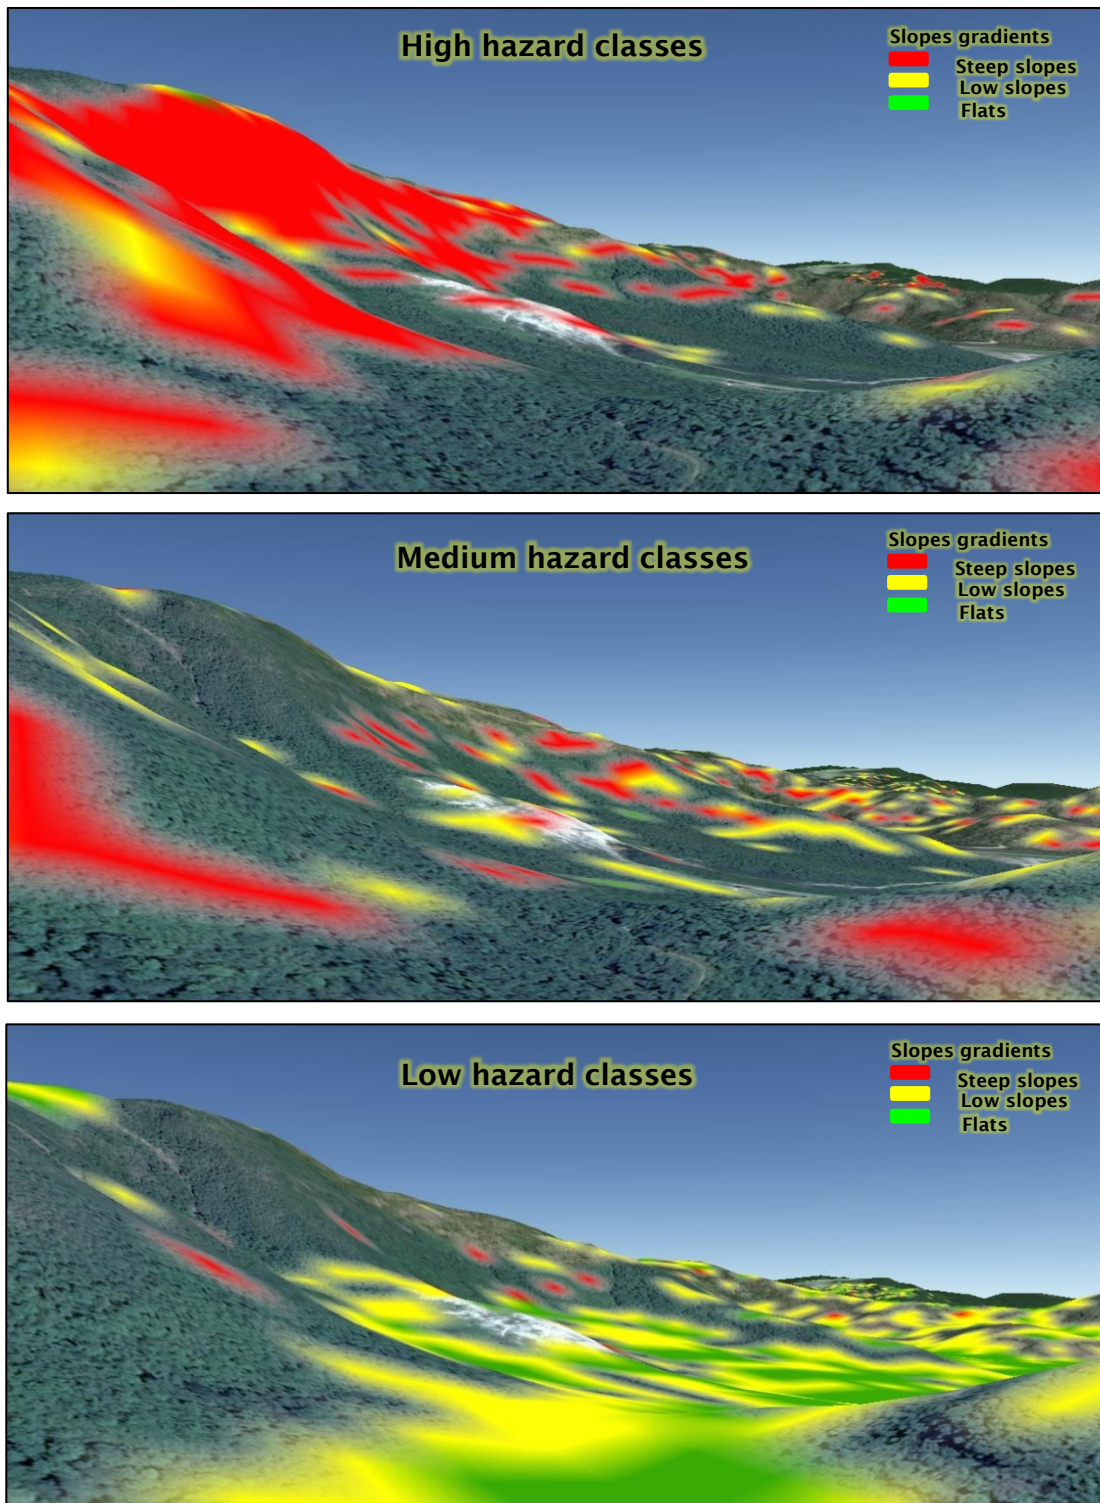 High hazard classes
Slopes gradients
Steep slopes
Low slopes
Flats
Medium hazard classes
Slopes gradients
Steep slopes
Low slopes
Flats
Low hazard classes
Slopes gradients
Steep slopes
Low slopes
Flats